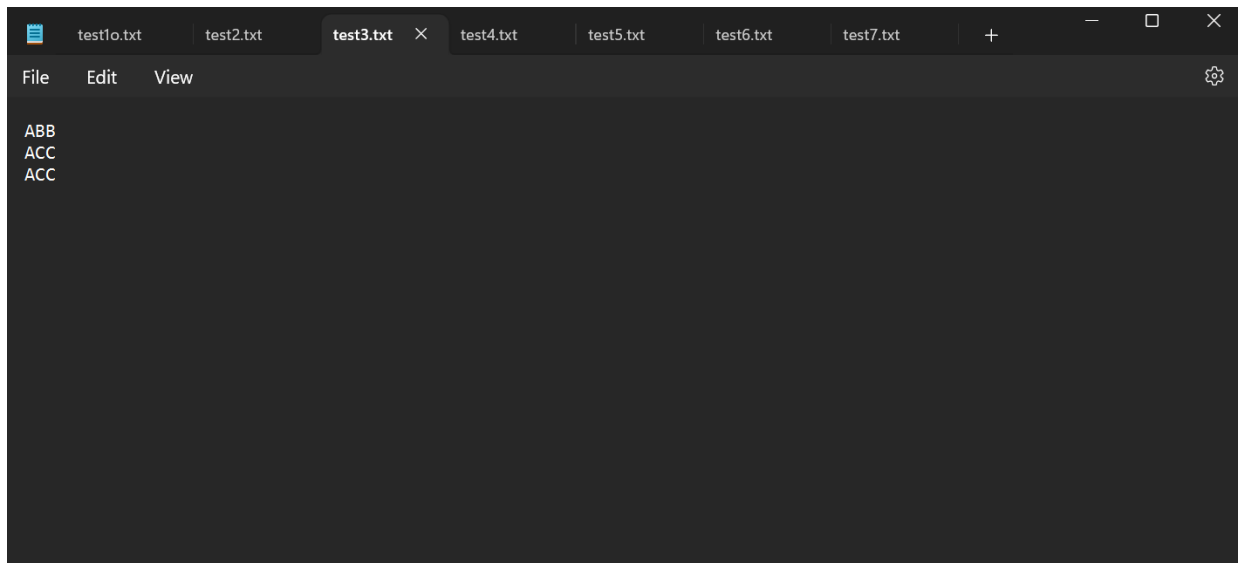 test1o.txt test2.txt test3.txt test4.txt test5.txt test6.txt test7.txt
File Edit View
ABB
ACC
ACC